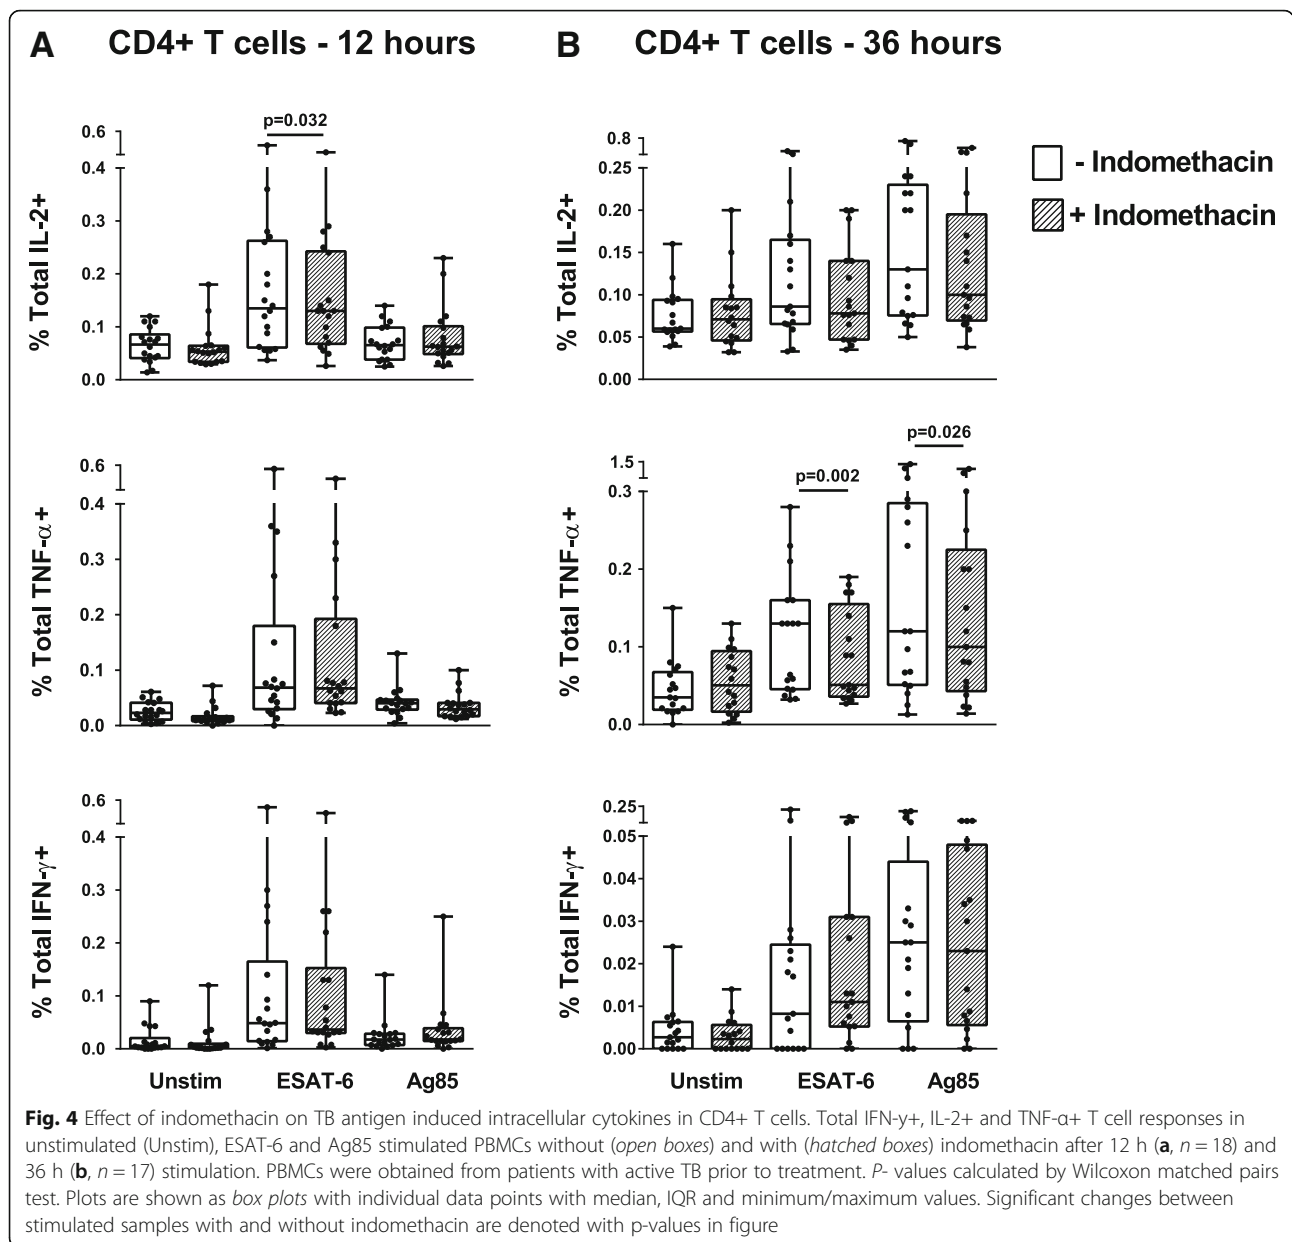 A CD4+ T cells - 12 hours
B CD4+ T cells - 36 hours
p=0.032
% Total IL-2+
0.6
0.4
0.3
0.2
0.1
0.0
% Total IL-2+
0.8
0.25
0.20
0.15
0.10
0.05
0.00
- Indomethacin
+ Indomethacin
% Total TNF-α+
0.6
0.4
0.3
0.2
0.1
0.0
p=0.026
p=0.002
% Total TNF-α+
1.5
0.3
0.2
0.1
0.0
% Total IFN-γ+
0.6
0.4
0.3
0.2
0.1
0.0
Unstim ESAT-6 Ag85
% Total IFN-γ+
0.25
0.05
0.04
0.03
0.02
0.01
0.00
Unstim ESAT-6 Ag85
Fig. 4 Effect of indomethacin on TB antigen induced intracellular cytokines in CD4+ T cells. Total IFN-γ+, IL-2+ and TNF-α+ T cell responses in
unstimulated (Unstim), ESAT-6 and Ag85 stimulated PBMCs without (open boxes) and with (hatched boxes) indomethacin after 12 h (a, n = 18) and
36 h (b, n = 17) stimulation. PBMCs were obtained from patients with active TB prior to treatment. P- values calculated by Wilcoxon matched pairs
test. Plots are shown as box plots with individual data points with median, IQR and minimum/maximum values. Significant changes between
stimulated samples with and without indomethacin are denoted with p-values in figure